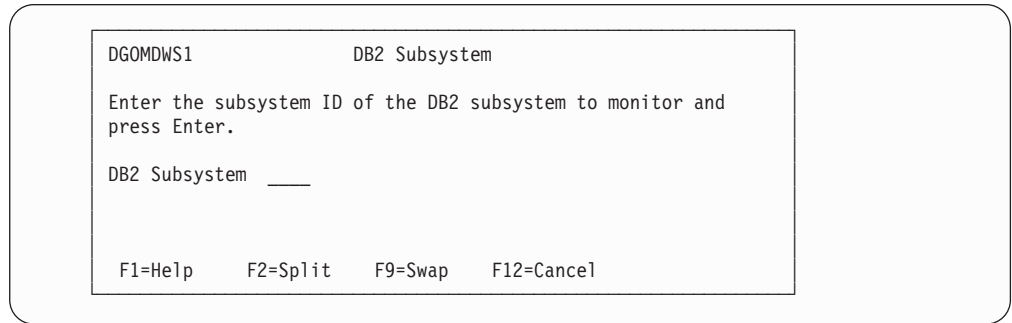 DGOMDWS1 DB2 Subsystem
Enter the subsystem ID of the DB2 subsystem to monitor and
press Enter.
DB2 Subsystem ____
F1=Help F2=Split F9=Swap F12=Cancel